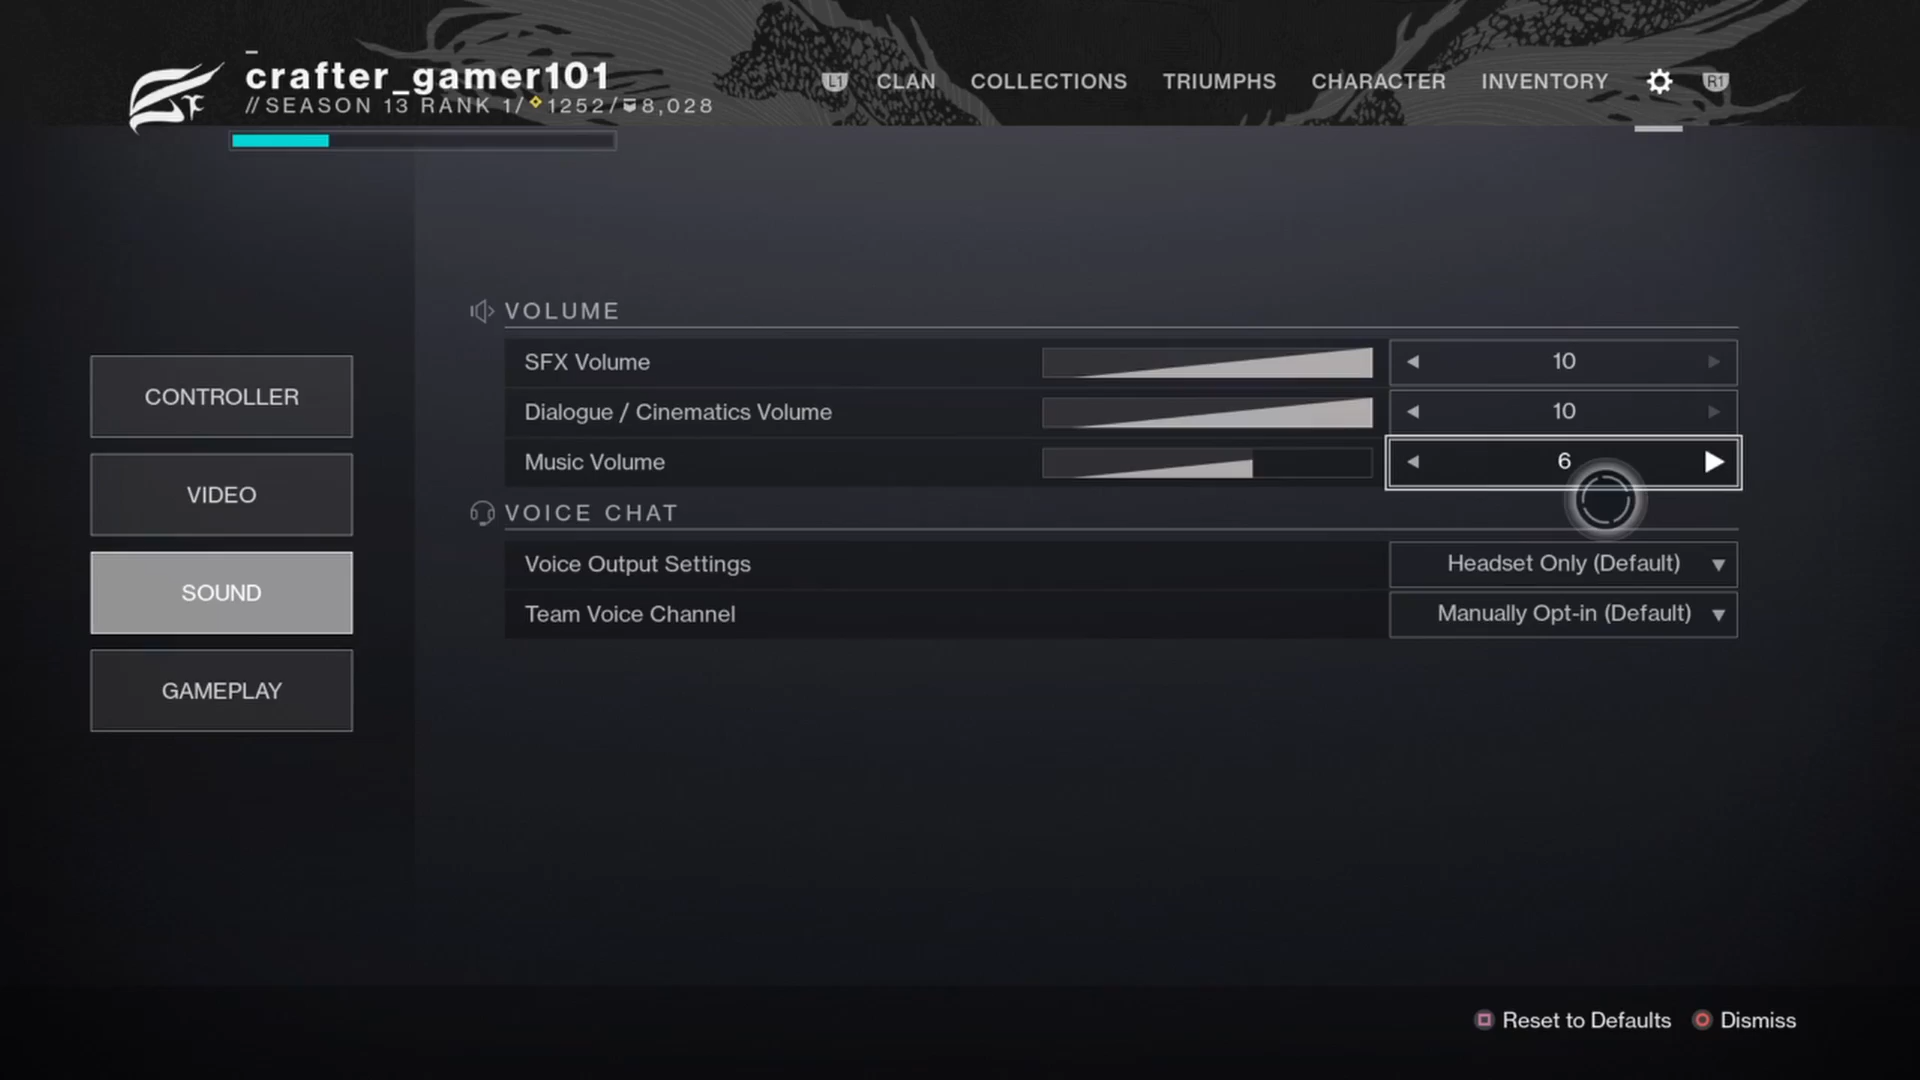 crafter_gamer101
//SEASON 13 RANK 1/1252/8,028
L1 CLAN COLLECTIONS TRIUMPHS CHARACTER INVENTORY R1
VOLUME
SFX Volume 10
Dialogue / Cinematics Volume 10
Music Volume 6
VOICE CHAT
Voice Output Settings Headset Only (Default)
Team Voice Channel Manually Opt-in (Default)
CONTROLLER
VIDEO
SOUND
GAMEPLAY
Reset to Defaults Dismiss